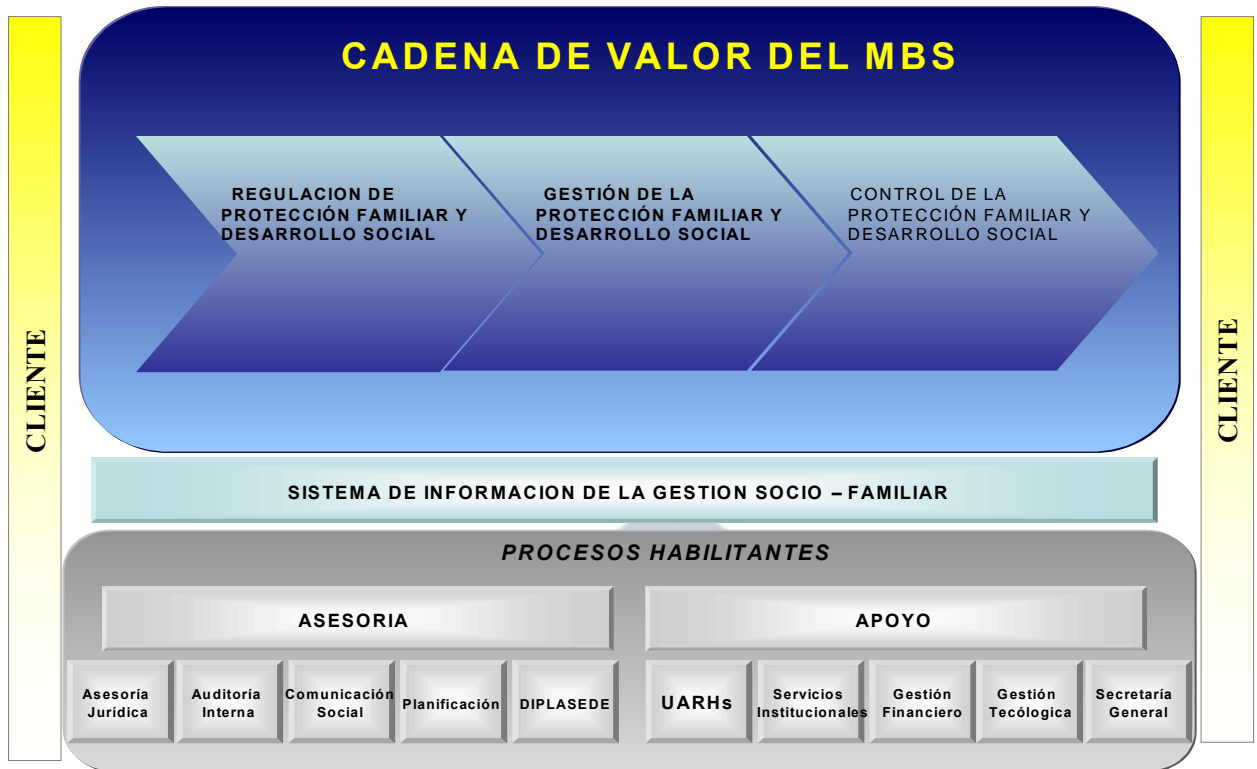 CADENA DE VALOR DEL MBS
CLIENTE
REGULACION DE
PROTECCIÓN FAMILIAR Y
DESARROLLO SOCIAL
GESTIÓN DE LA
PROTECCIÓN FAMILIAR Y
DESARROLLO SOCIAL
CONTROL DE LA
PROTECCIÓN FAMILIAR Y
DESARROLLO SOCIAL
CLIENTE
SISTEMA DE INFORMACION DE LA GESTION SOCIO – FAMILIAR
PROCESOS HABILITANTES
ASESORIA
Asesoría
Jurídica
Auditoría
Interna
Comunicación
Social
Planificación
DIPLASEDE
APOYO
UARHs
Servicios
Institucionales
Gestión
Financiero
Gestión
Tecólogica
Secretaría
General